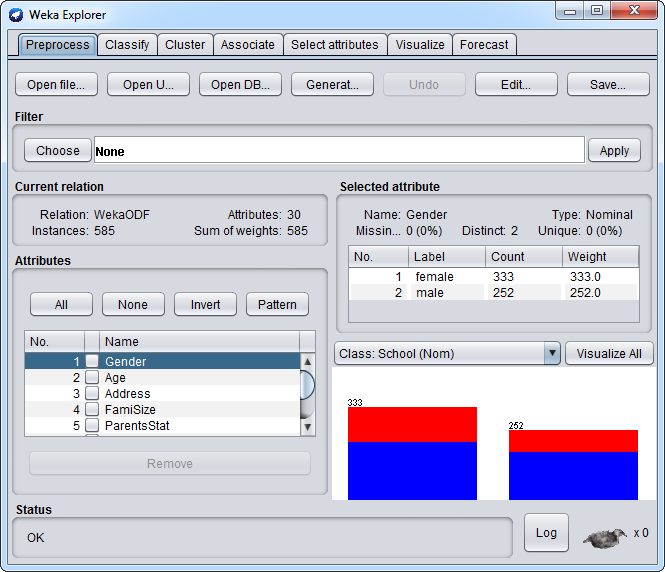 Weka Explorer
Preprocess Classify Cluster Associate Select attributes Visualize Forecast
Open file... Open U... Open DB... Generat... Undo Edit... Save...
Filter
Choose None Apply
Current relation
Relation: WekaODF Attributes: 30
Instances: 585 Sum of weights: 585
Selected attribute
Name: Gender Type: Nominal
Missin... 0 (0%) Distinct: 2 Unique: 0 (0%)
No. Label Count Weight
1 female 333 333.0
2 male 252 252.0
Attributes
All None Invert Pattern
No. Name
1 Gender
2 Age
3 Address
4 FamiSize
5 ParentsStat
Remove
Class: School (Nom) Visualize All
333
252
Status
OK
Log x 0